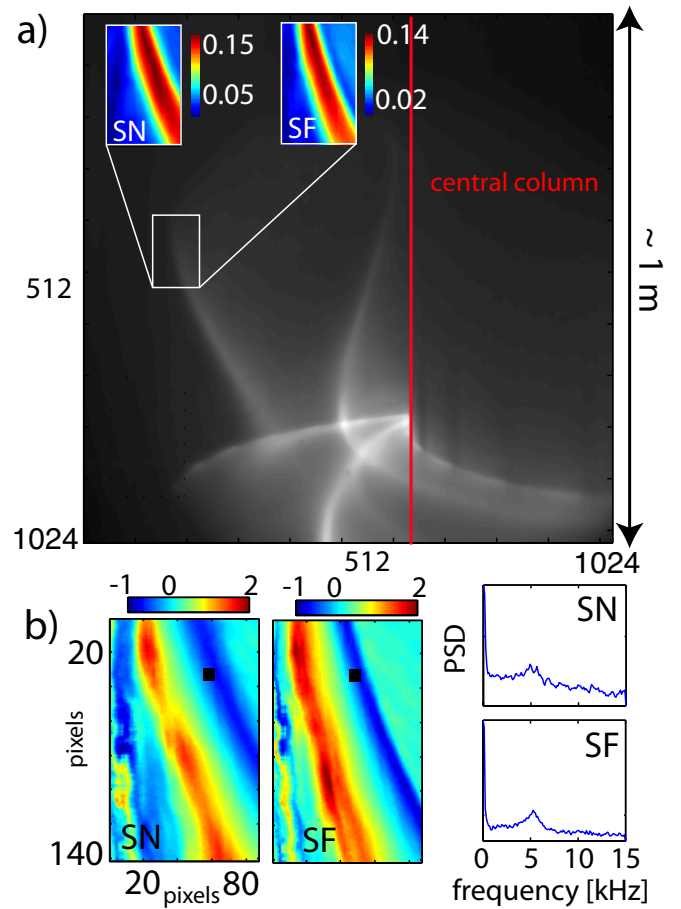 a)
0.15
0.05
SN
0.14
0.02
SF
central column
~ 1 m
512
1024
512
1024
b)
-1 0 2
-1 0 2
20
pixels
140
SN
SF
20 pixels 80
SN
PSD
SF
0 5 10 15
frequency [kHz]